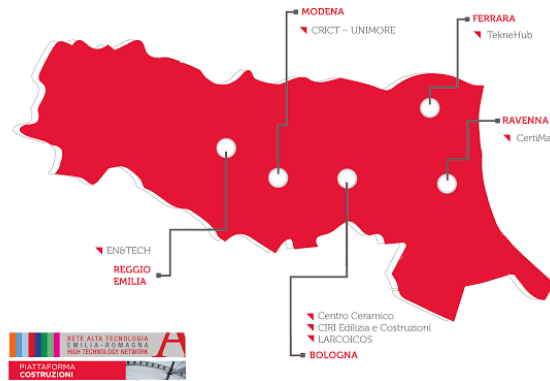 MODENA
CRICT – UNIMORE
FERRARA
TekneHub
RAVENNA
CertiMa
EN&TECH
REGGIO
EMILIA
Centro Ceramico
CIRI Edilizia e Costruzioni
LARCOICOS
BOLOGNA
RETE ALTA TECNOLOGIA
EMILIA-ROMAGNA
HIGH TECHNOLOGY NETWORK
PIATTAFORMA
COSTRUZIONI